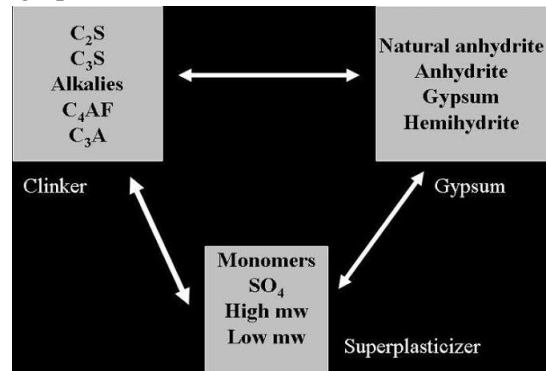 C₂S
C₃S
Alkalies
C₄AF
C₃A
Clinker
Natural anhydrite
Anhydrite
Gypsum
Hemihydrite
Gypsum
Monomers
SO₄
High mw
Low mw
Superplasticizer